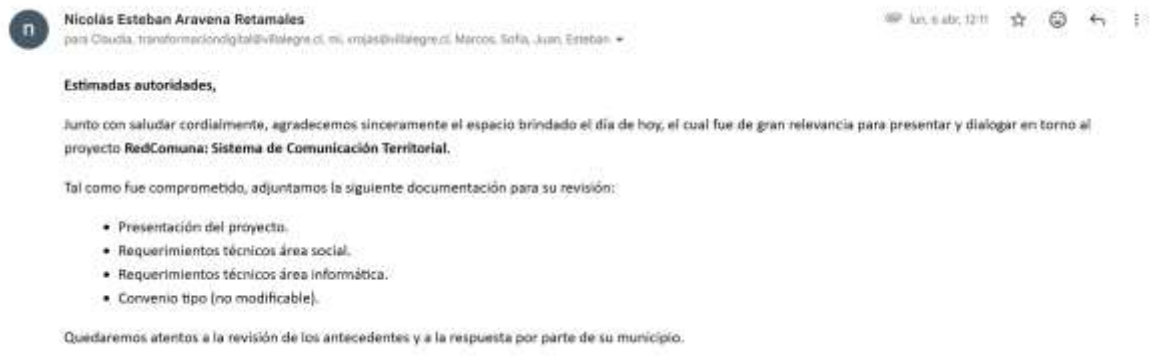 n
Nicolás Esteban Aravena Retamales
lun, 6 abr, 12:11
para Claudia, transformaciondigital@villalegre.cl, mí, Marcos, Sofía, Juan, Esteban
Estimadas autoridades,
Junto con saludar cordialmente, agradecemos sinceramente el espacio brindado el día de hoy, el cual fue de gran relevancia para presentar y dialogar en torno al
proyecto RedComuna: Sistema de Comunicación Territorial.
Tal como fue comprometido, adjuntamos la siguiente documentación para su revisión:
• Presentación del proyecto.
• Requerimientos técnicos área social.
• Requerimientos técnicos área informática.
• Convenio tipo (no modificable).
Quedaremos atentos a la revisión de los antecedentes y a la respuesta por parte de su municipio.